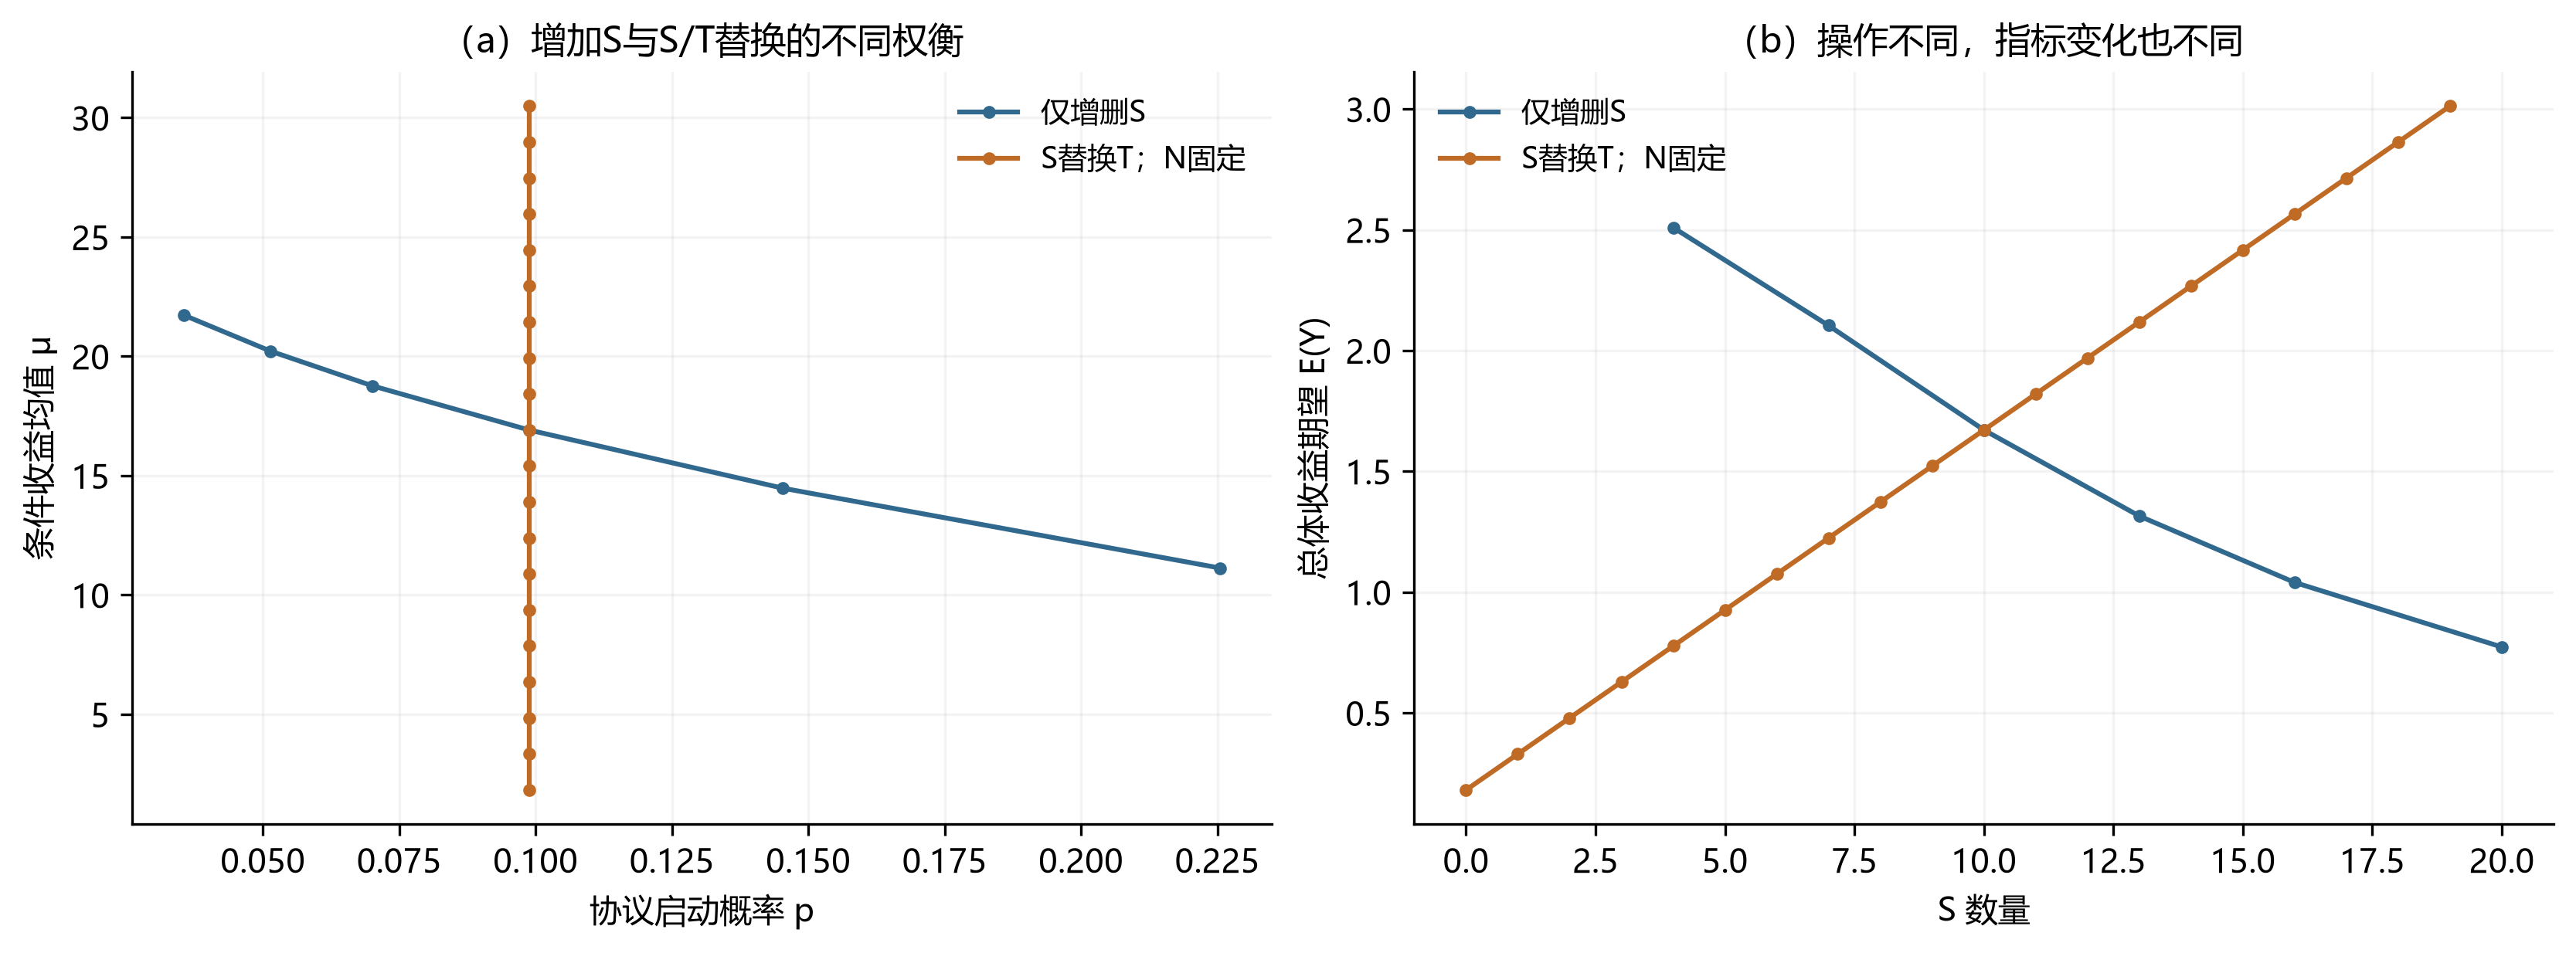 （a）增加S与S/T替换的不同权衡
仅增删S
S替换T；N固定
条件收益均值 μ
30
25
20
15
10
5
0.050 0.075 0.100 0.125 0.150 0.175 0.200 0.225
协议启动概率 p
（b）操作不同，指标变化也不同
仅增删S
S替换T；N固定
总体收益期望 E(Y)
3.0
2.5
2.0
1.5
1.0
0.5
0.0 2.5 5.0 7.5 10.0 12.5 15.0 17.5 20.0
S 数量